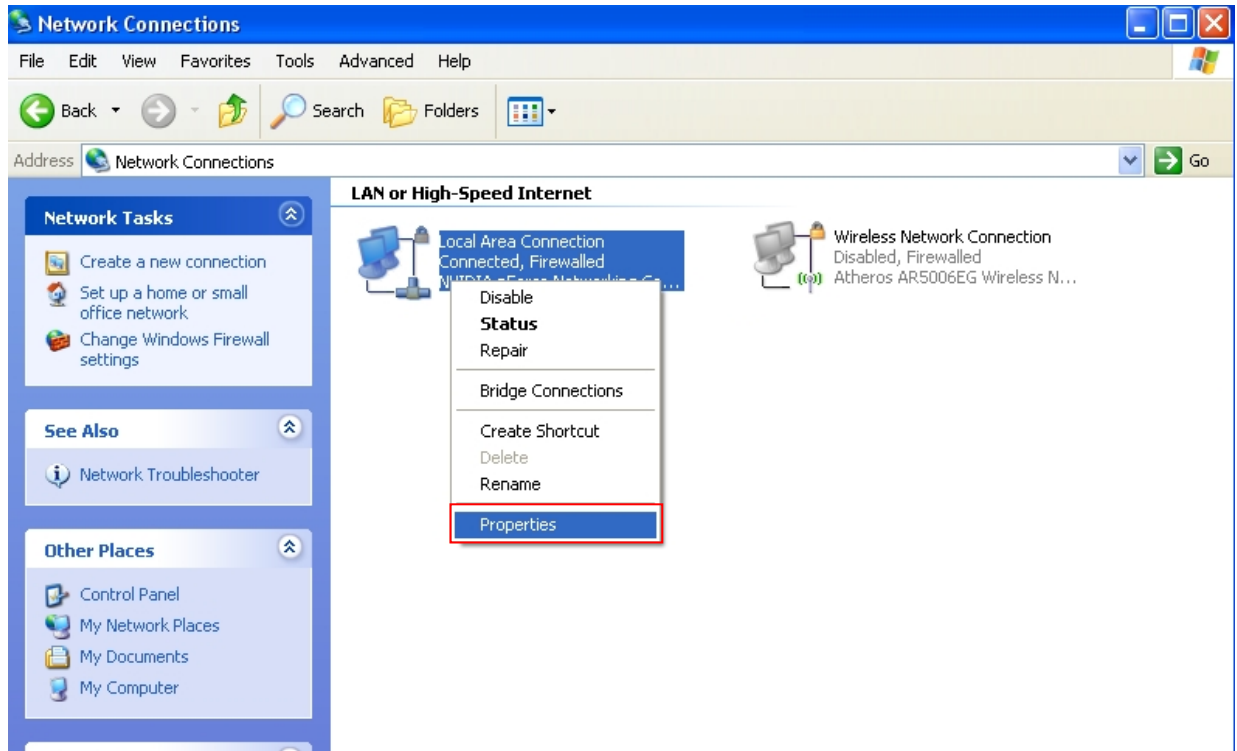 Network Connections
File Edit View Favorites Tools Advanced Help
Back Search Folders
Address Network Connections Go
Network Tasks
Create a new connection
Set up a home or small
office network
Change Windows Firewall
settings
See Also
Network Troubleshooter
Other Places
Control Panel
My Network Places
My Documents
My Computer
LAN or High-Speed Internet
Local Area Connection
Connected, Firewalled
Wireless Network Connection
Disabled, Firewalled
Atheros AR5006EG Wireless N...
Disable
Status
Repair
Bridge Connections
Create Shortcut
Delete
Rename
Properties